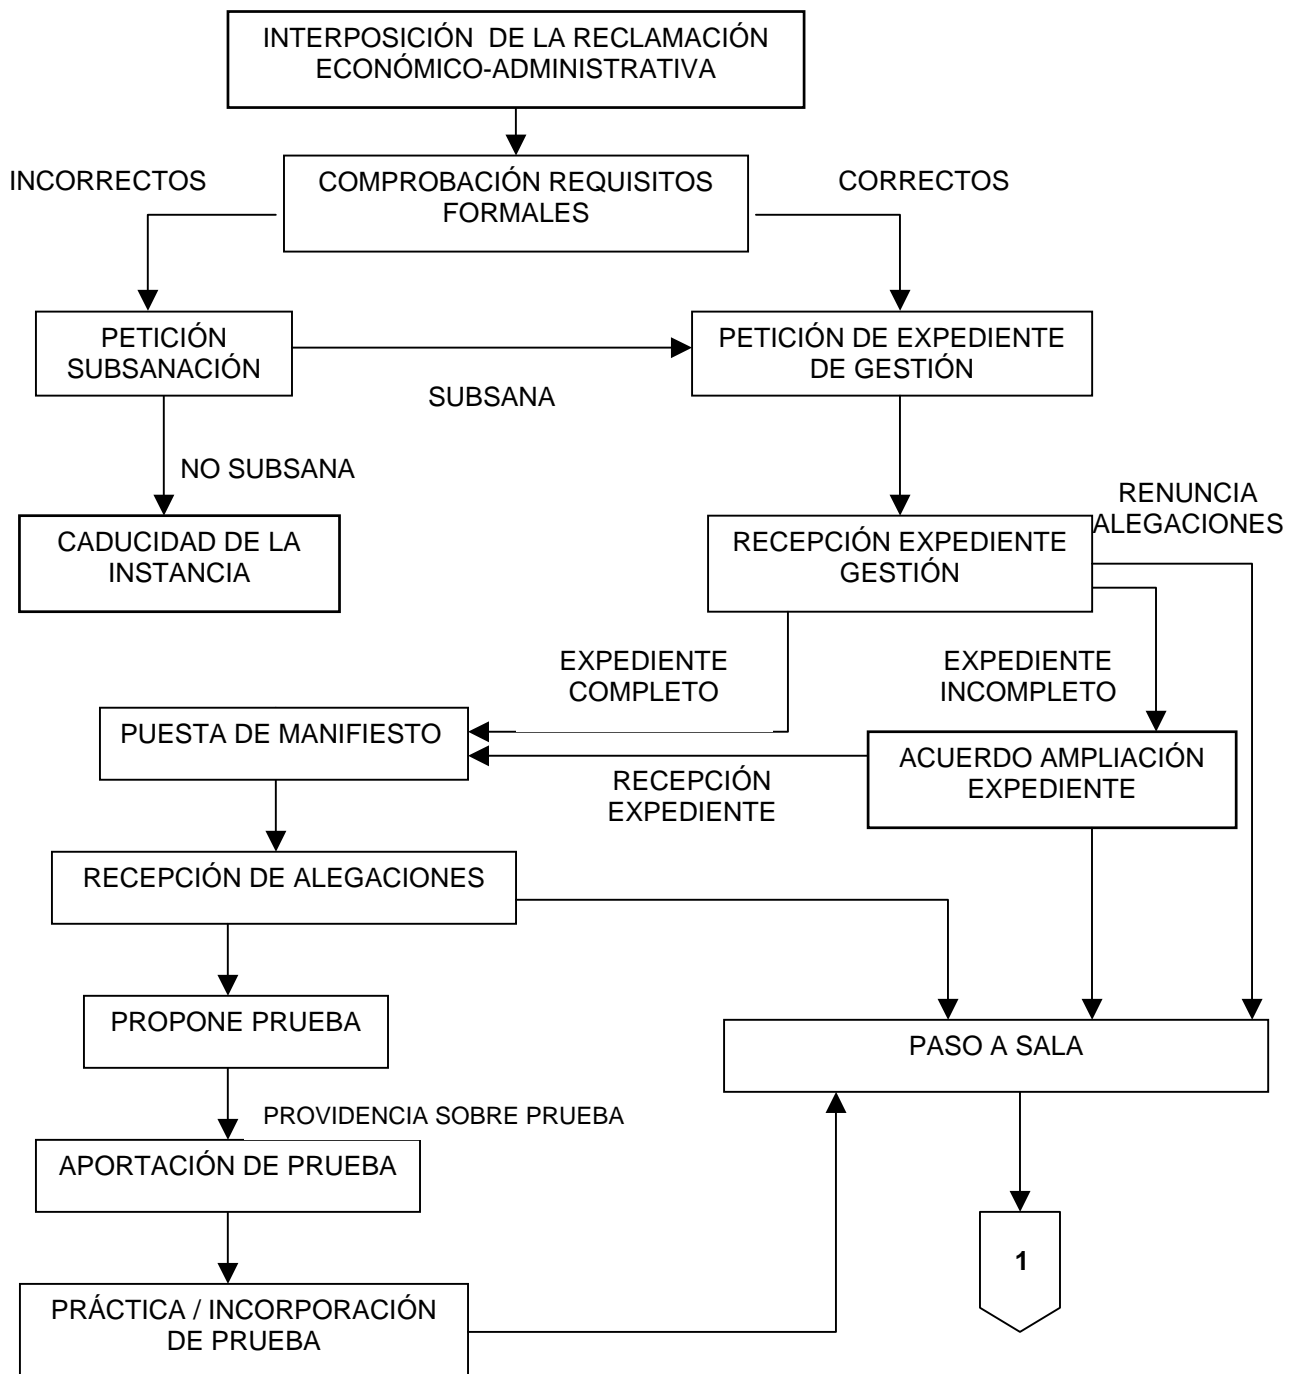 INTERPOSICIÓN DE LA RECLAMACIÓN
ECONÓMICO-ADMINISTRATIVA
INCORRECTOS
COMPROBACIÓN REQUISITOS
FORMALES
CORRECTOS
PETICIÓN
SUBSANACIÓN
SUBSANA
PETICIÓN DE EXPEDIENTE
DE GESTIÓN
NO SUBSANA
CADUCIDAD DE LA
INSTANCIA
RECEPCIÓN EXPEDIENTE
GESTIÓN
RENUNCIA
ALEGACIONES
EXPEDIENTE
COMPLETO
EXPEDIENTE
INCOMPLETO
PUESTA DE MANIFIESTO
RECEPCIÓN
EXPEDIENTE
ACUERDO AMPLIACIÓN
EXPEDIENTE
RECEPCIÓN DE ALEGACIONES
PROPONE PRUEBA
PASO A SALA
PROVIDENCIA SOBRE PRUEBA
APORTACIÓN DE PRUEBA
1
PRÁCTICA / INCORPORACIÓN
DE PRUEBA